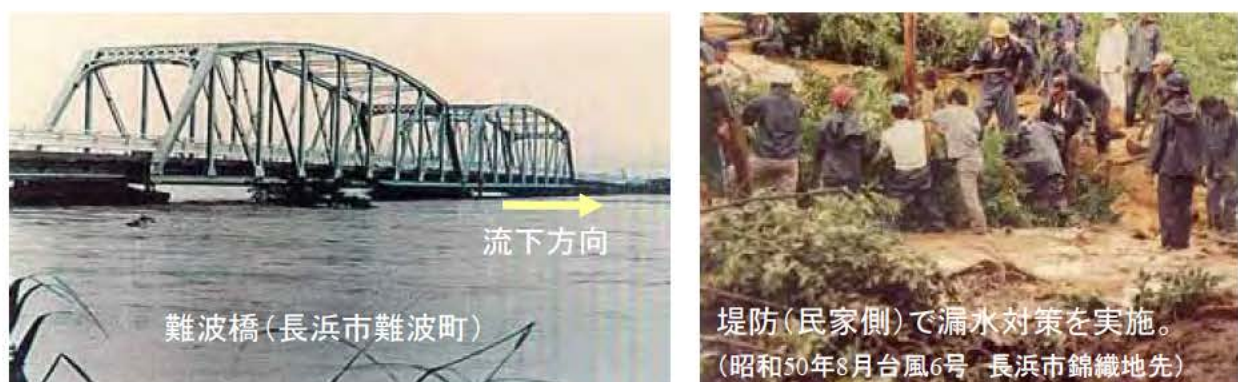 流下方向
難波橋(長浜市難波町)
堤防(民家側)で漏水対策を実施。
(昭和50年8月台風6号 長浜市錦織地先)